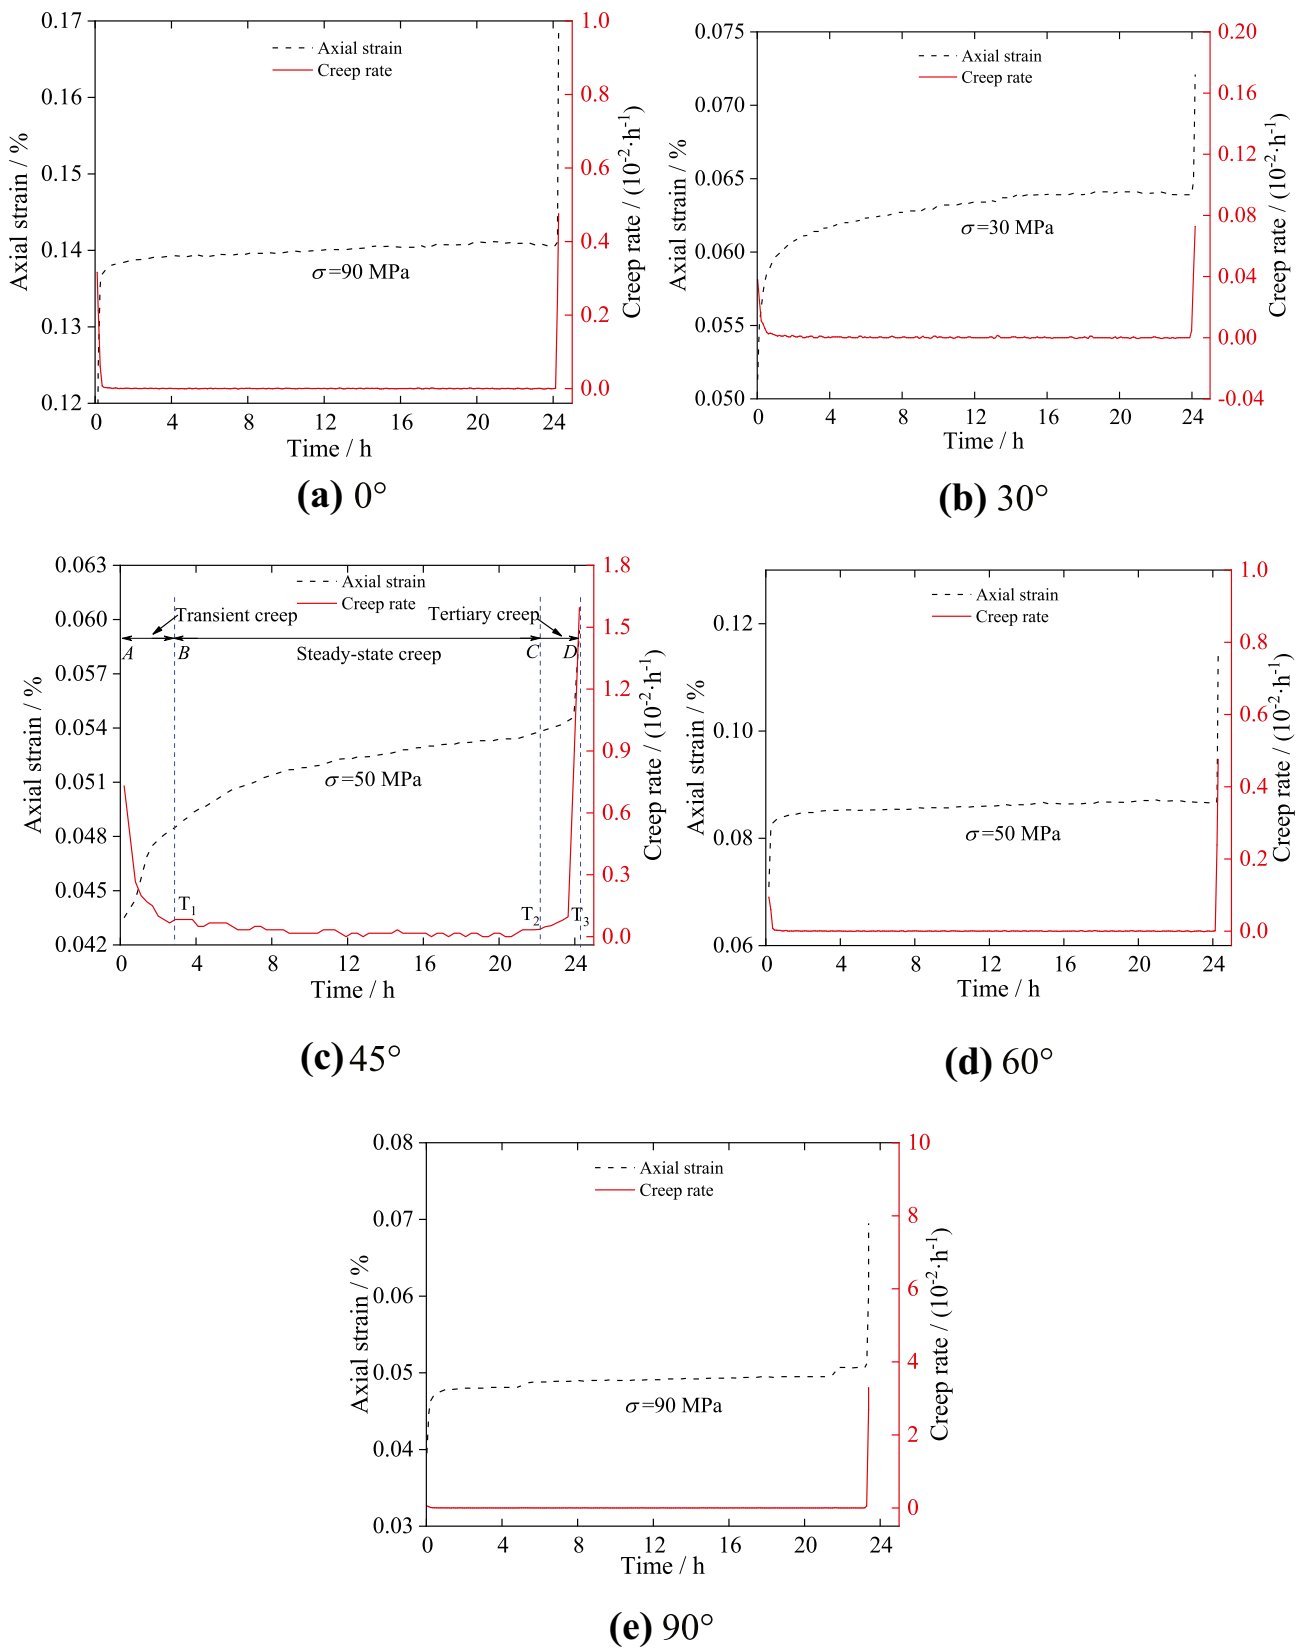 0.17
0.16
0.15
0.14
0.13
0.12
Axial strain / %
1.0
0.8
0.6
0.4
0.2
0.0
Creep rate / (10⁻²·h⁻¹)
Axial strain
Creep rate
σ=90 MPa
0 4 8 12 16 20 24
Time / h
(a) 0°
0.075
0.070
0.065
0.060
0.055
0.050
Axial strain / %
0.20
0.16
0.12
0.08
0.04
0.00
-0.04
Creep rate / (10⁻²·h⁻¹)
Axial strain
Creep rate
σ=30 MPa
0 4 8 12 16 20 24
Time / h
(b) 30°
0.063
0.060
0.057
0.054
0.051
0.048
0.045
0.042
Axial strain / %
1.8
1.5
1.2
0.9
0.6
0.3
0.0
Creep rate / (10⁻²·h⁻¹)
Axial strain
Creep rate
Transient creep
Tertiary creep
A B C D
Steady-state creep
σ=50 MPa
T₁ T₂ T₃
0 4 8 12 16 20 24
Time / h
(c) 45°
0.12
0.10
0.08
0.06
Axial strain / %
1.0
0.8
0.6
0.4
0.2
0.0
Creep rate / (10⁻²·h⁻¹)
Axial strain
Creep rate
σ=50 MPa
0 4 8 12 16 20 24
Time / h
(d) 60°
0.08
0.07
0.06
0.05
0.04
0.03
Axial strain / %
10
8
6
4
2
0
Creep rate / (10⁻²·h⁻¹)
Axial strain
Creep rate
σ=90 MPa
0 4 8 12 16 20 24
Time / h
(e) 90°